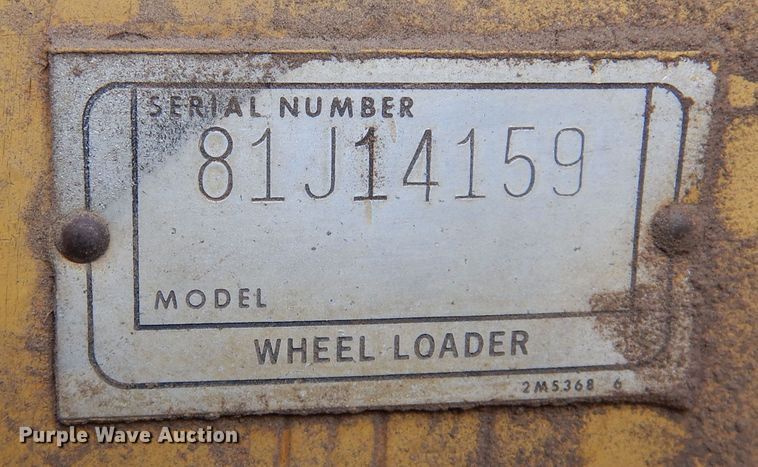 SERIAL NUMBER
81J14159
MODEL
WHEEL LOADER
2M5368 6
Purple Wave Auction